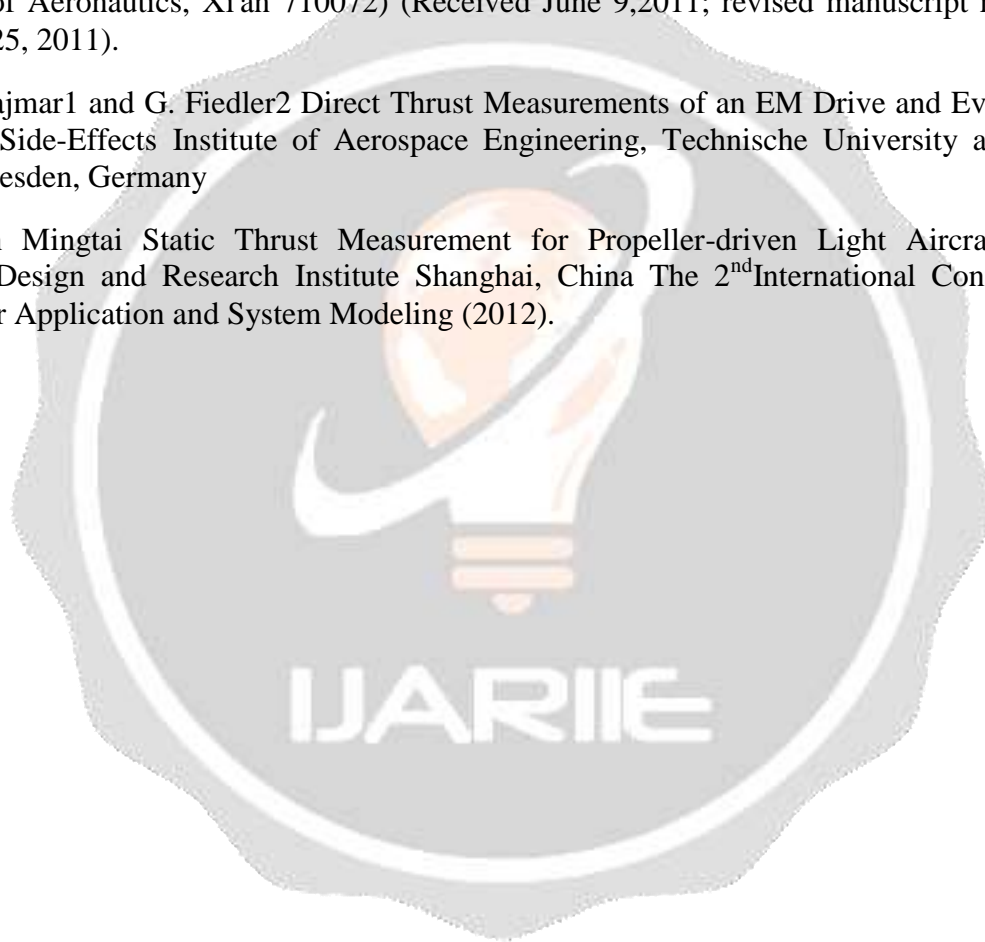 of Aeronautics, Xi'an 710072) (Received June 9,2011; revised manuscript
25, 2011).
ajmar1 and G. Fiedler2 Direct Thrust Measurements of an EM Drive and Ev
Side-Effects Institute of Aerospace Engineering, Technische University a
esden, Germany
Mingtai Static Thrust Measurement for Propeller-driven Light Aircra
Design and Research Institute Shanghai, China The 2ndInternational Con
r Application and System Modeling (2012).
IJARIIE